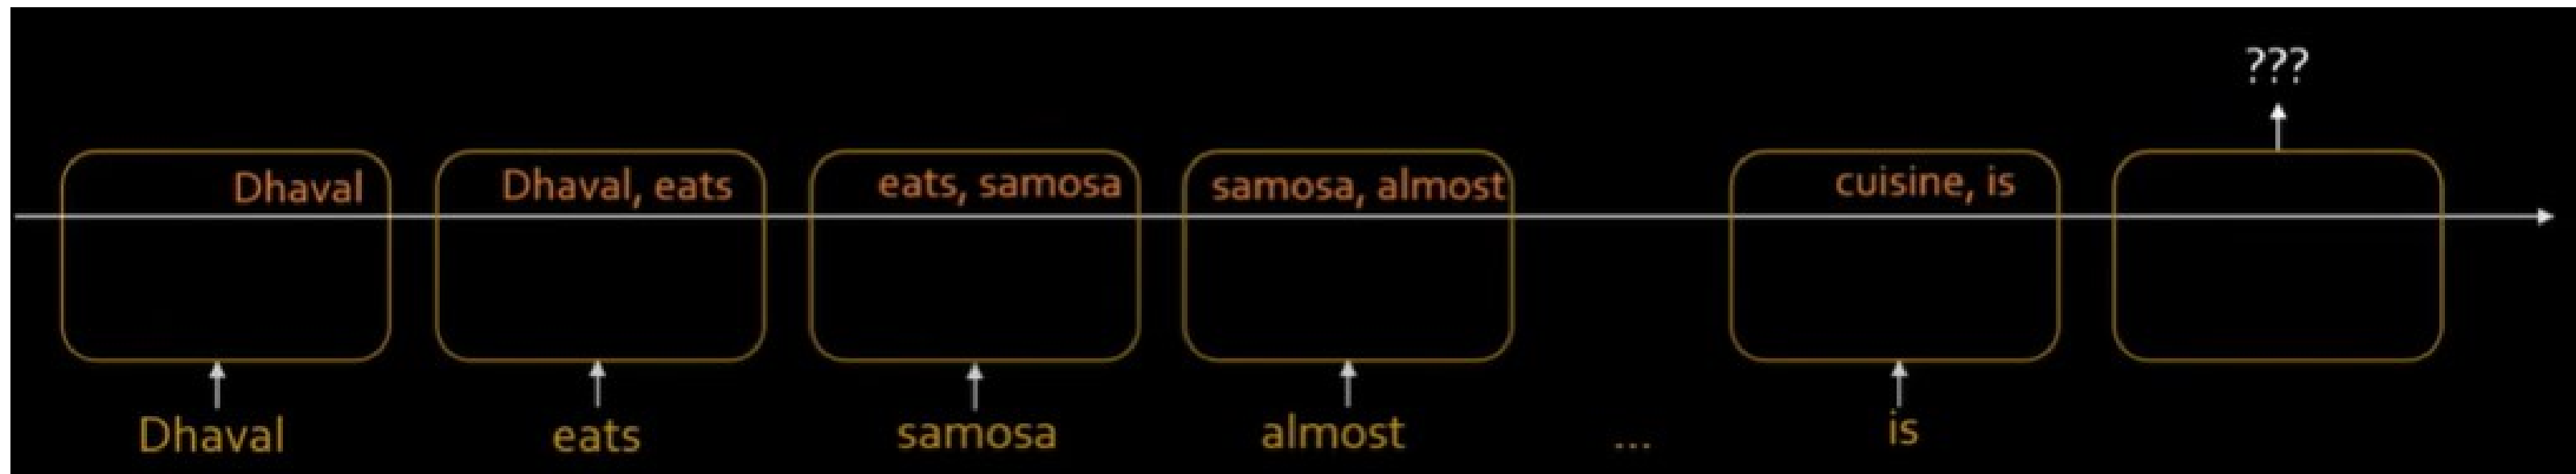 ???
Dhaval
Dhaval, eats
eats, samosa
samosa, almost
cuisine, is
Dhaval
eats
samosa
almost
...
is